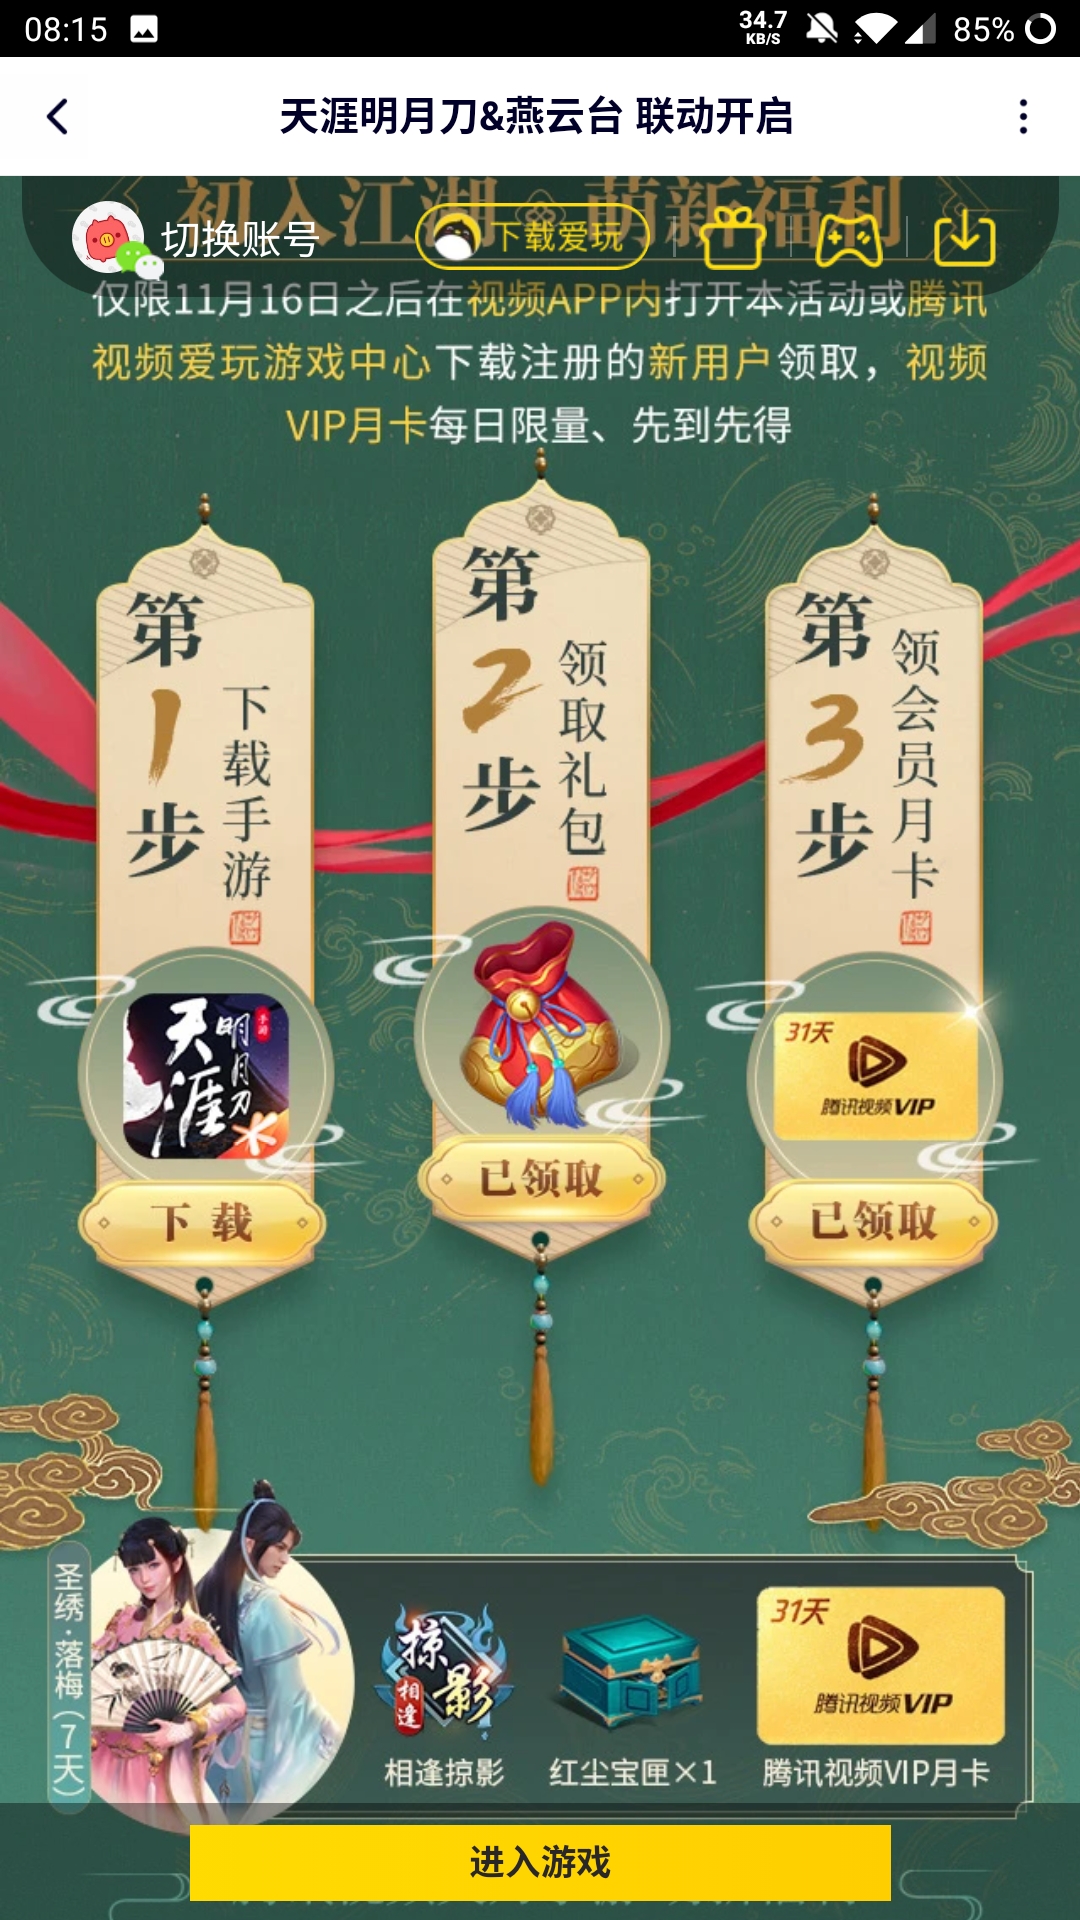 08:15
34.7
KB/S
85%
天涯明月刀&燕云台 联动开启
初入江湖 萌新福利
切换账号
下载爱玩
仅限11月16日之后在视频APP内打开本活动或腾讯
视频爱玩游戏中心下载注册的新用户领取，视频
VIP月卡每日限量、先到先得
第1步
下载手游
天涯明月刀
手游
下载
第2步
领取礼包
已领取
第3步
领会员月卡
31天
腾讯视频VIP
已领取
圣绣·落梅（7天）
掠影
相逢
相逢掠影
红尘宝匣×1
31天
腾讯视频VIP
腾讯视频VIP月卡
进入游戏